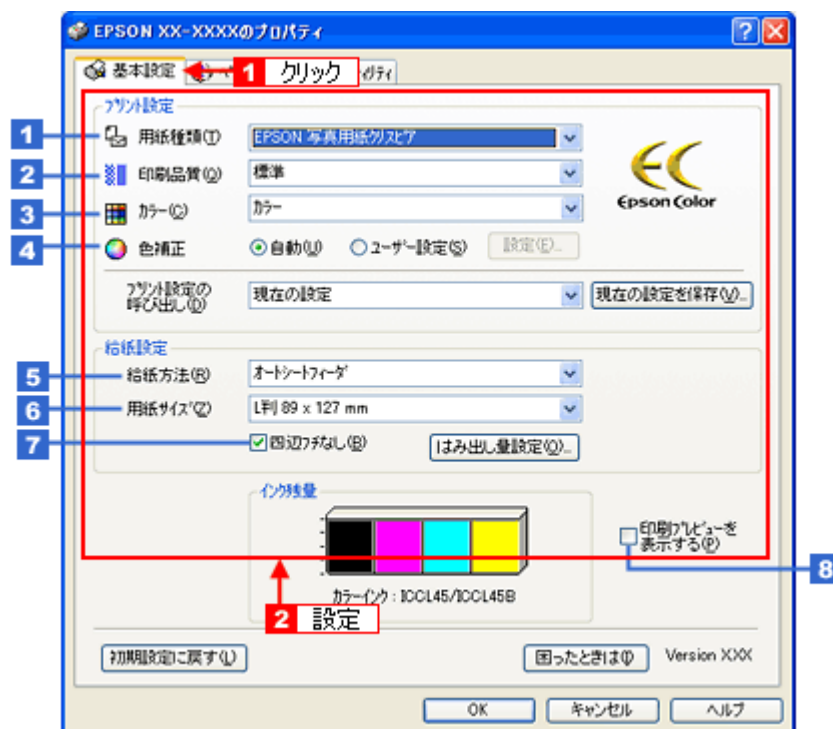 EPSON XX-XXXXのプロパティ
基本設定
1 クリック
ィリティ
プリント設定
1 用紙種類(T) EPSON 写真用紙クリスピア
2 印刷品質(Q) 標準
3 カラー(C) カラー
Epson Color
4 色補正 自動(U) ユーザー設定(S) 設定(E)...
プリント設定の
呼び出し(D)
現在の設定 現在の設定を保存(V)...
給紙設定
5 給紙方法(R) オートシートフィーダ
6 用紙サイズ(Z) L判 89 x 127 mm
7 四辺フチなし(B) はみ出し量設定(O)...
インク残量
印刷プレビューを
表示する(P)
8
カラーインク : ICCL45/ICCL45B
2 設定
初期設定に戻す(L) 困ったときは(I) Version XXX
OK キャンセル ヘルプ